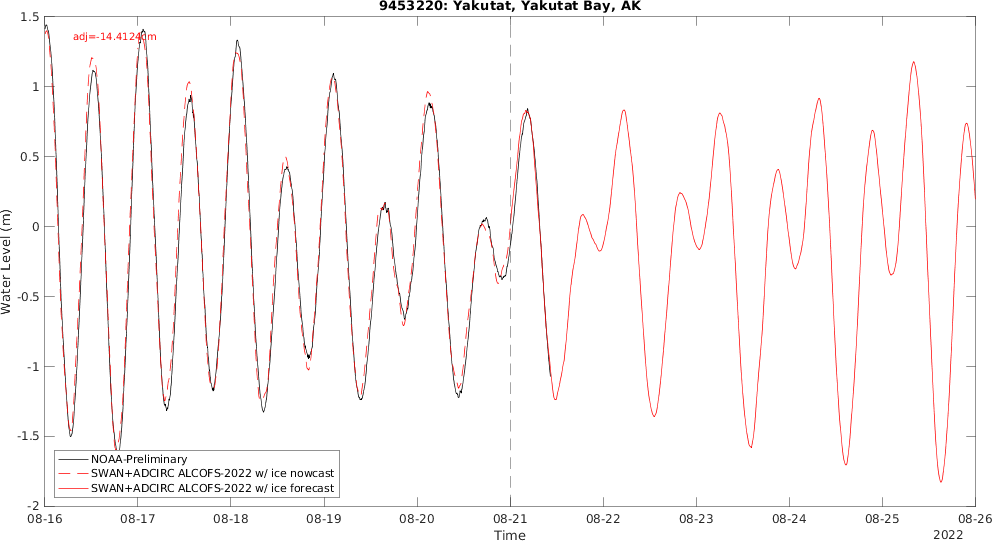 9453220: Yakutat, Yakutat Bay, AK
adj=-14.4124cm
1.5
1
0.5
0
-0.5
-1
-1.5
-2
Water Level (m)
NOAA-Preliminary
SWAN+ADCIRC ALCOFS-2022 w/ ice nowcast
SWAN+ADCIRC ALCOFS-2022 w/ ice forecast
08-16 08-17 08-18 08-19 08-20 08-21 08-22 08-23 08-24 08-25 08-26
Time
2022